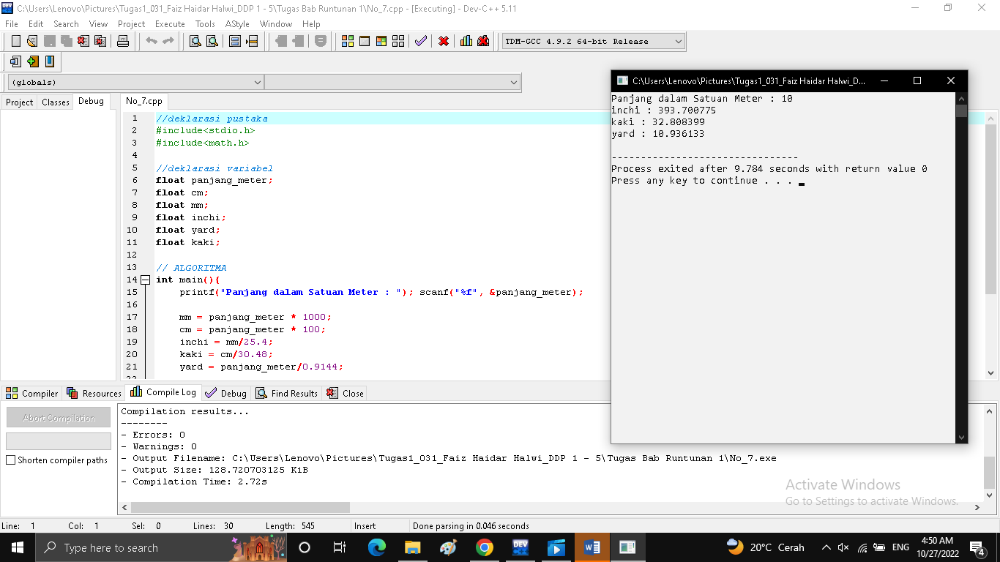 C:\Users\Lenovo\Pictures\Tugas1_031_Faiz Haidar Halwi_DDP 1 - 5\Tugas Bab Runtunan 1\No_7.cpp - [Executing] - Dev-C++ 5.11
File Edit Search View Project Execute Tools AStyle Window Help
TDM-GCC 4.9.2 64-bit Release
(globals)
Project Classes Debug
No_7.cpp
1 //deklarasi pustaka
2 #include<stdio.h>
3 #include<math.h>
4
5 //deklarasi variabel
6 float panjang_meter;
7 float cm;
8 float mm;
9 float inchi;
10 float yard;
11 float kaki;
12
13 // ALGORITMA
14 int main(){
15 printf("Panjang dalam Satuan Meter : "); scanf("%f", &panjang_meter);
16
17 mm = panjang_meter * 1000;
18 cm = panjang_meter * 100;
19 inchi = mm/25.4;
20 kaki = cm/30.48;
21 yard = panjang_meter/0.9144;
22
C:\Users\Lenovo\Pictures\Tugas1_031_Faiz Haidar Halwi_D...
Panjang dalam Satuan Meter : 10
inchi : 393.700775
kaki : 32.808399
yard : 10.936133
--------------------------------
Process exited after 9.784 seconds with return value 0
Press any key to continue . . .
Compiler Resources Compile Log Debug Find Results Close
Abort Compilation
Shorten compiler paths
Compilation results...
--------
- Errors: 0
- Warnings: 0
- Output Filename: C:\Users\Lenovo\Pictures\Tugas1_031_Faiz Haidar Halwi_DDP 1 - 5\Tugas Bab Runtunan 1\No_7.exe
- Output Size: 128.720703125 KiB
- Compilation Time: 2.72s
Activate Windows
Go to Settings to activate Windows.
Line: 1 Col: 1 Sel: 0 Lines: 30 Length: 545 Insert Done parsing in 0.046 seconds
Type here to search
DEV
20°C Cerah
ENG
4:50 AM
10/27/2022
4